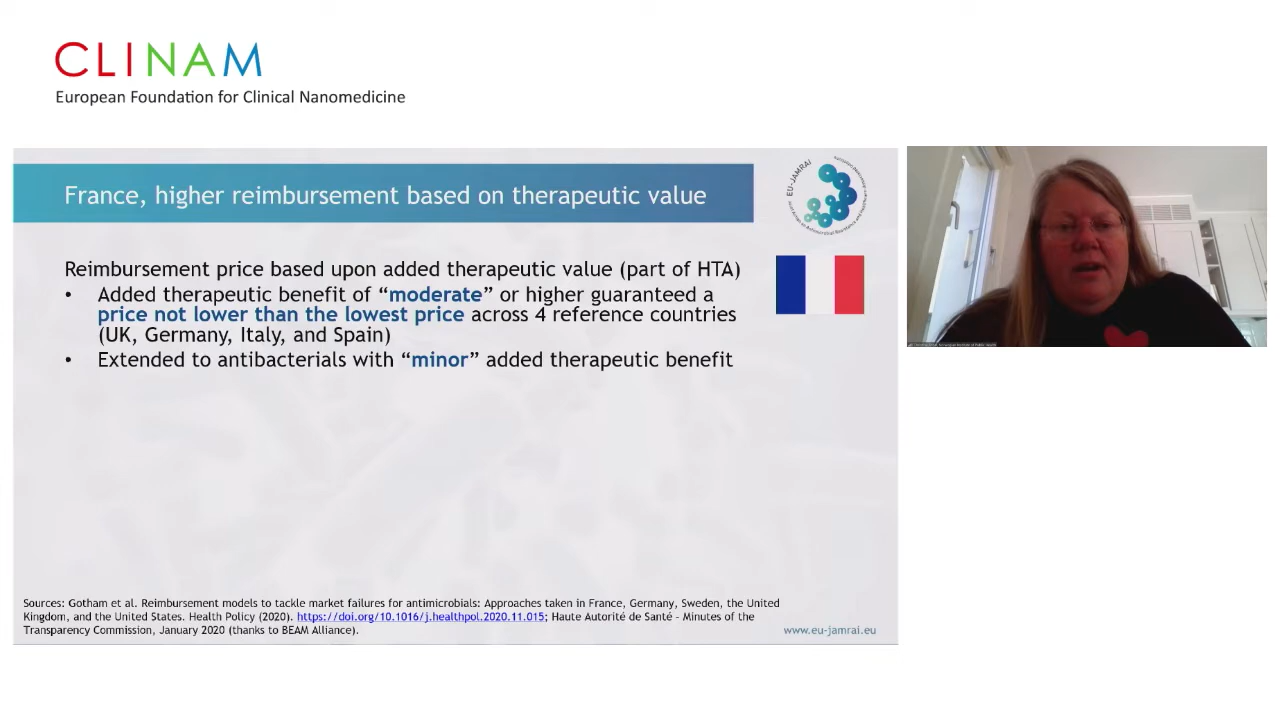 CLINAM
European Foundation for Clinical Nanomedicine
France, higher reimbursement based on therapeutic value
EU-JAMRAI
Reimbursement price based upon added therapeutic value (part of HTA)
• Added therapeutic benefit of “moderate” or higher guaranteed a
price not lower than the lowest price across 4 reference countries
(UK, Germany, Italy, and Spain)
• Extended to antibacterials with “minor” added therapeutic benefit
Sources: Gotham et al. Reimbursement models to tackle market failures for antimicrobials: Approaches taken in France, Germany, Sweden, the United
Kingdom, and the United States. Health Policy (2020). https://doi.org/10.1016/j.healthpol.2020.11.015; Haute Autorité de Santé - Minutes of the
Transparency Commission, January 2020 (thanks to BEAM Alliance).
www.eu-jamrai.eu